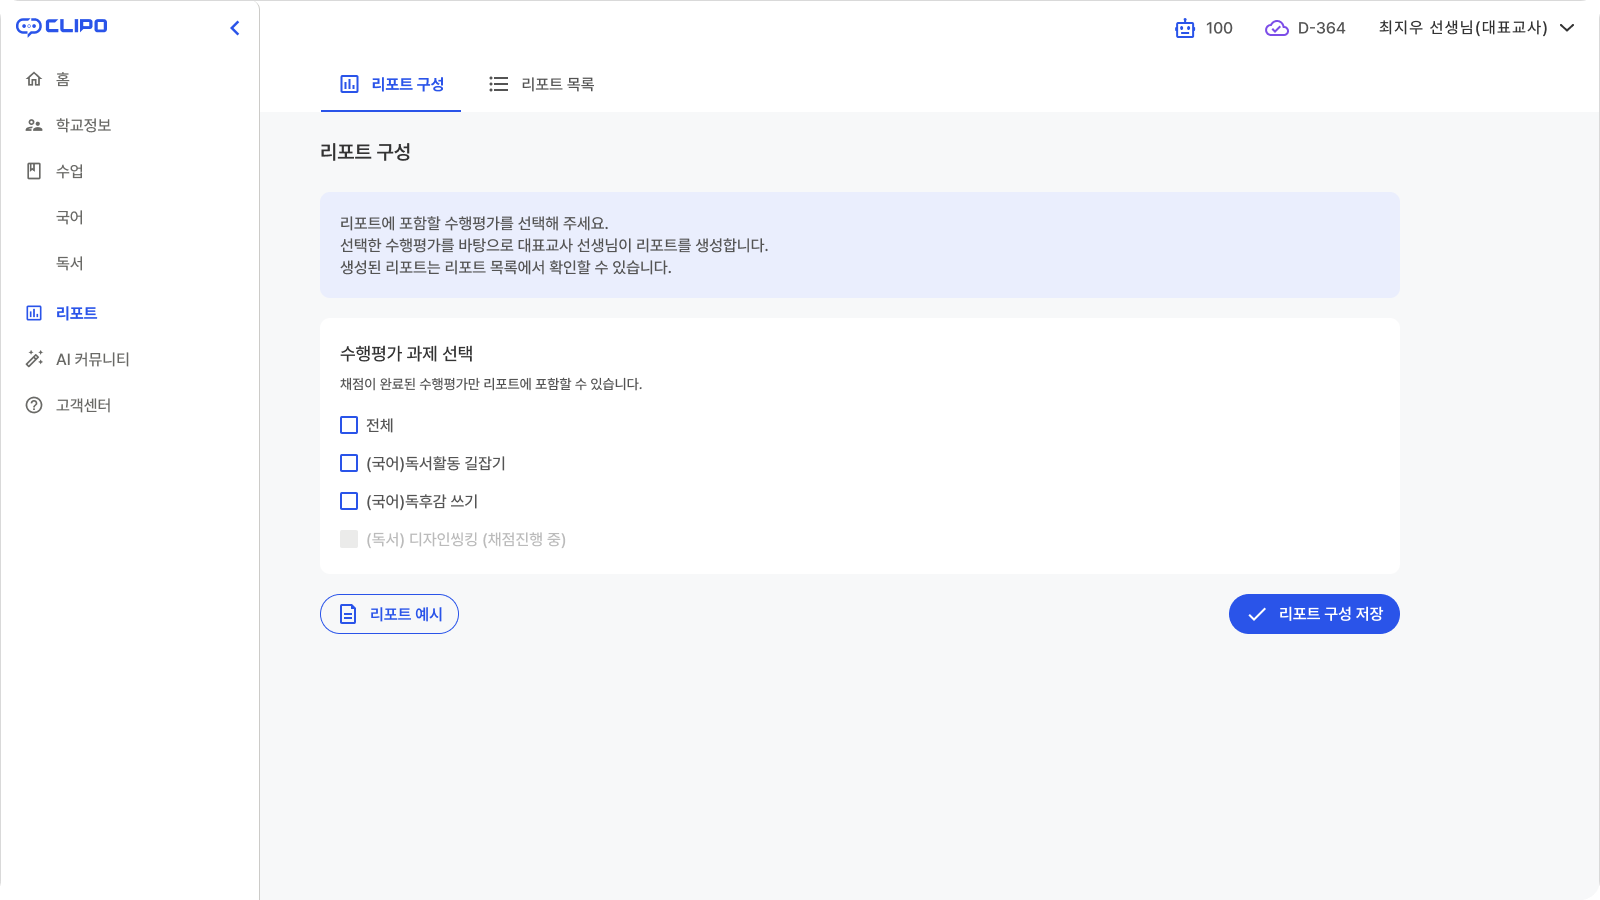 CLIPO
100
D-364
최지우 선생님(대표교사)
홈
학교정보
수업
국어
독서
리포트
AI 커뮤니티
고객센터
리포트 구성
리포트 목록
리포트 구성
리포트에 포함할 수행평가를 선택해 주세요.
선택한 수행평가를 바탕으로 대표교사 선생님이 리포트를 생성합니다.
생성된 리포트는 리포트 목록에서 확인할 수 있습니다.
수행평가 과제 선택
채점이 완료된 수행평가만 리포트에 포함할 수 있습니다.
전체
(국어)독서활동 길잡기
(국어)독후감 쓰기
(독서) 디자인씽킹 (채점진행 중)
리포트 예시
리포트 구성 저장